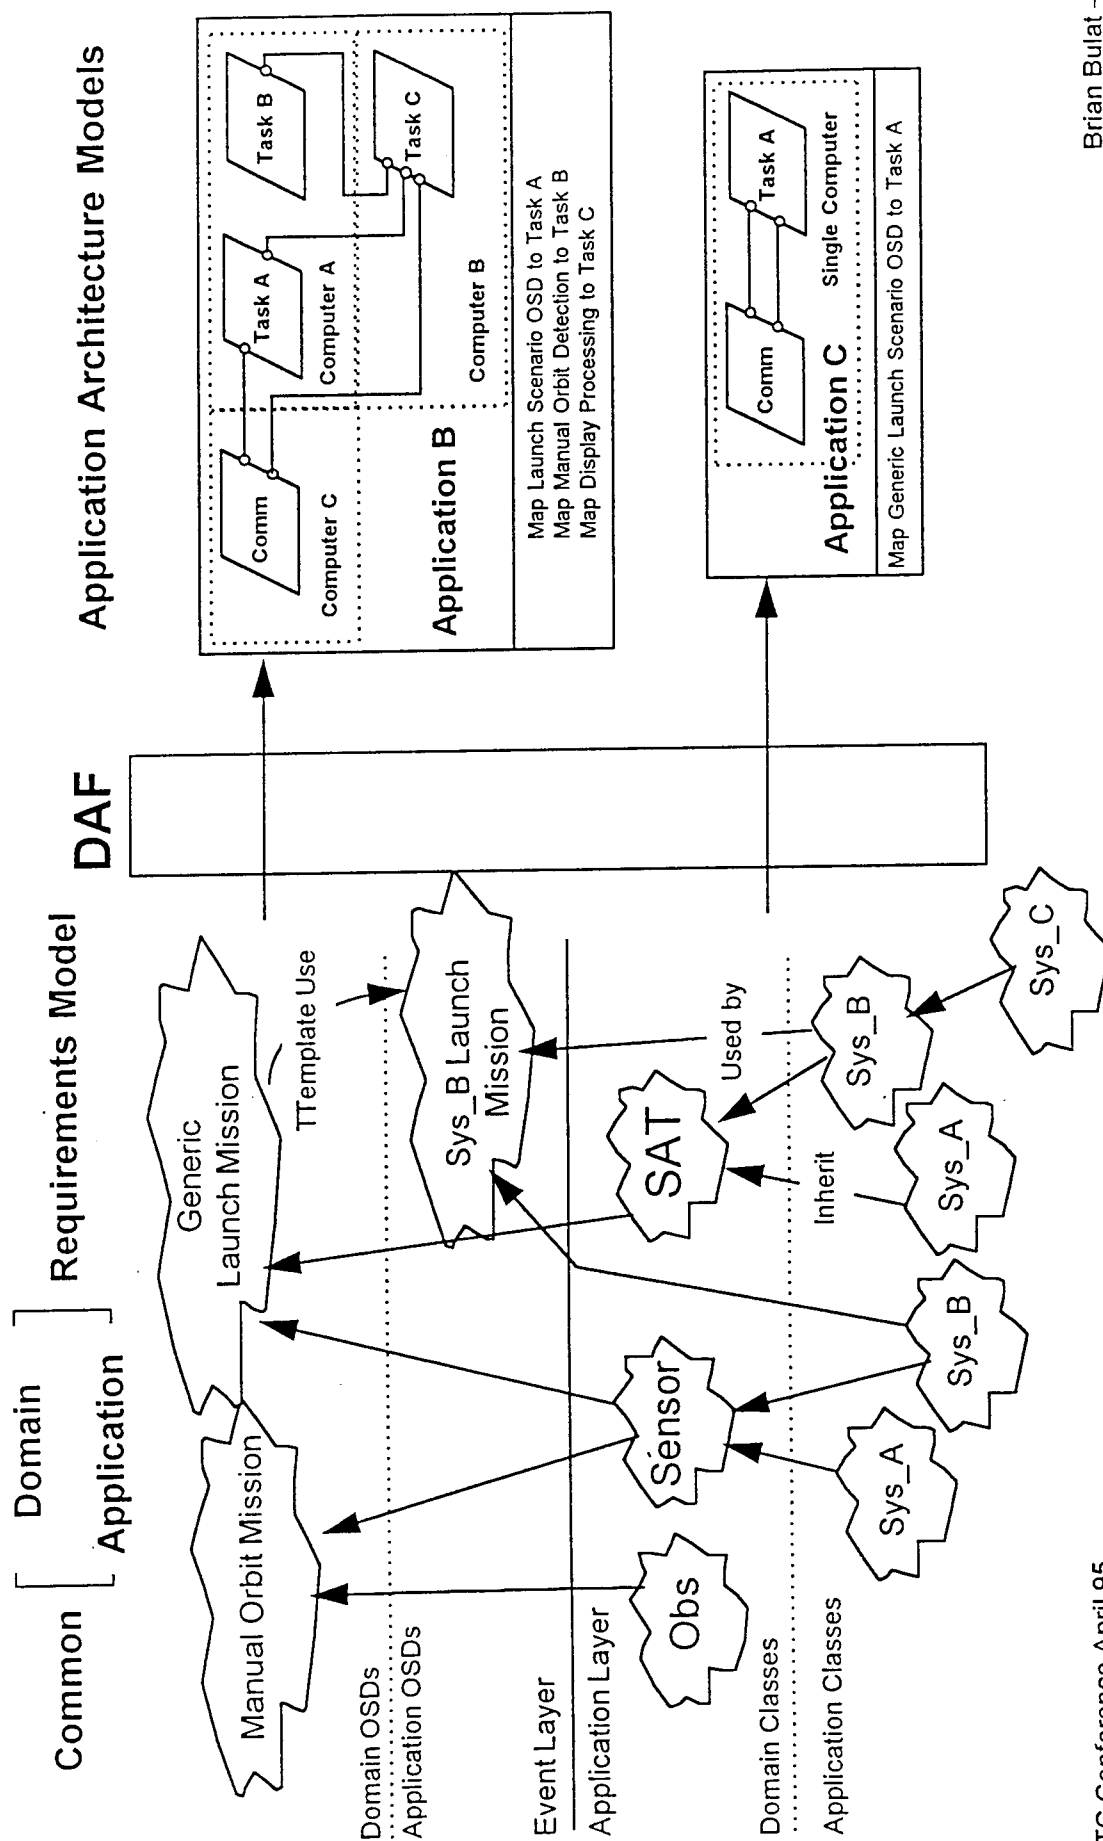 Common
Domain
Application
Requirements Model
DAF
Application Architecture Models
Manual Orbit Mission
Generic
Launch Mission
TTemplate Use
Domain OSDs
Application OSDs
Sys_B Launch
Mission
Event Layer
Application Layer
Obs
Sensor
SAT
Used by
Domain Classes
Application Classes
Inherit
Sys_A
Sys_B
Sys_A
Sys_B
Sys_C
Comm
Task A
Task B
Computer C
Computer A
Task C
Application B
Computer B
Map Launch Scenario OSD to Task A
Map Manual Orbit Detection to Task B
Map Display Processing to Task C
Comm
Task A
Application C
Single Computer
Map Generic Launch Scenario OSD to Task A
Conference April 95
Brian Bulat -